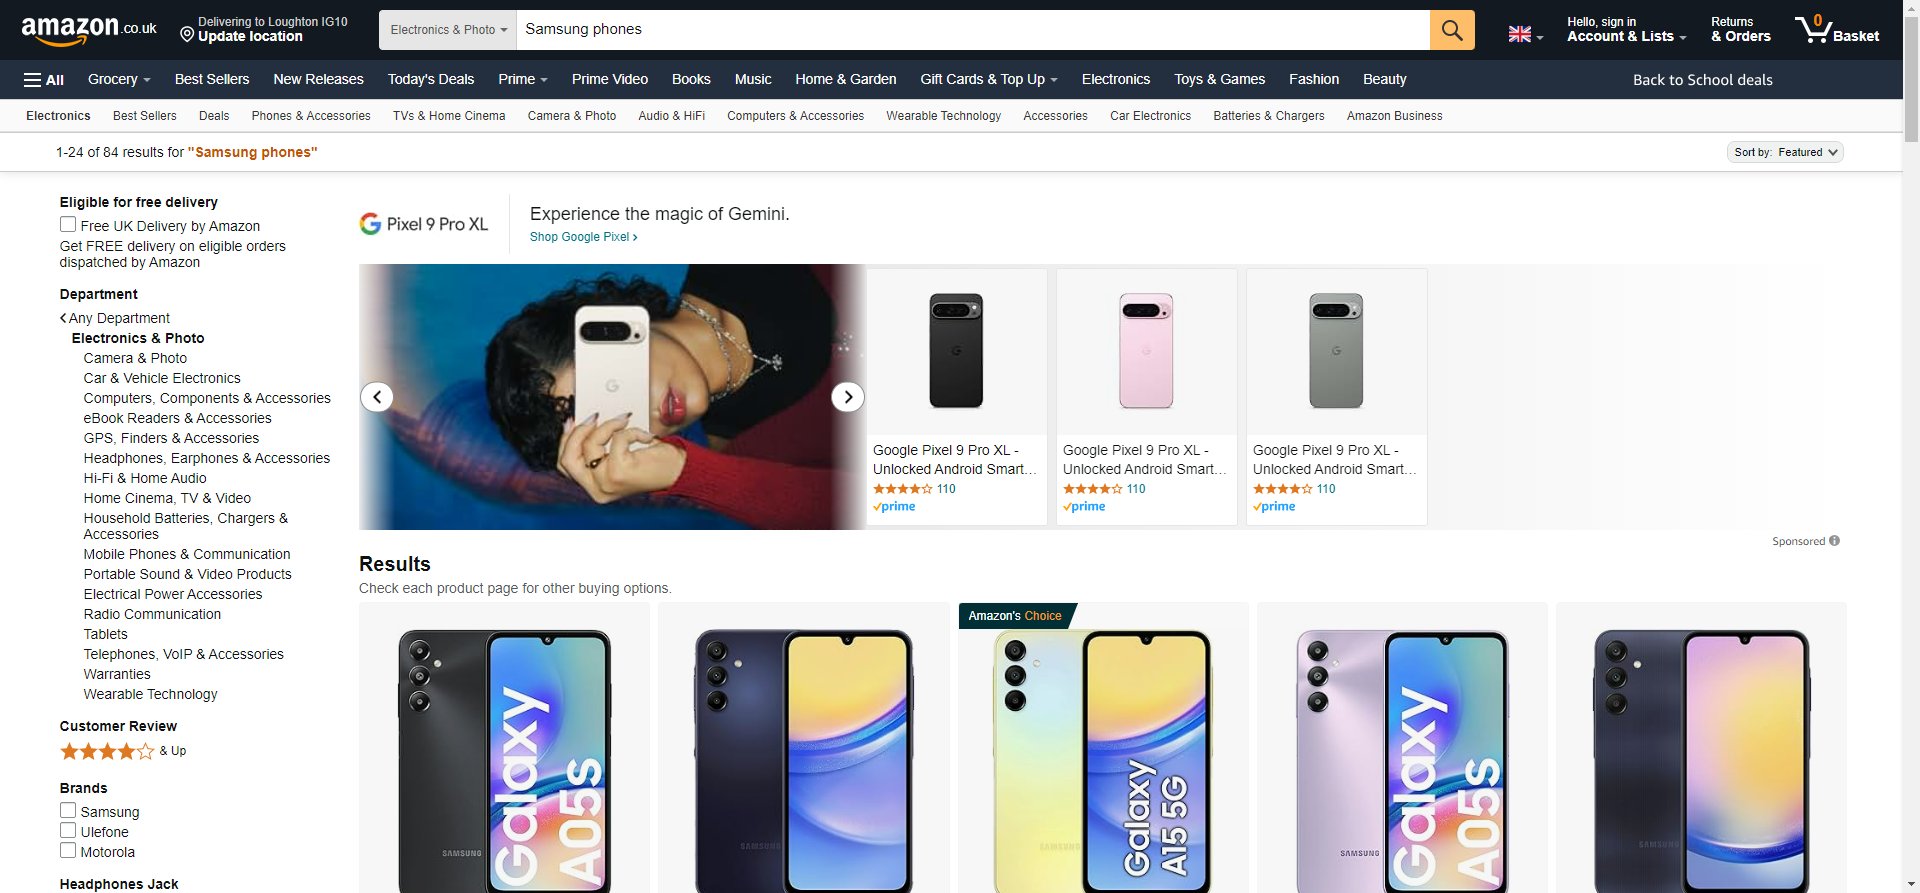 amazon.co.uk
Delivering to Loughton IG10
Update location
Electronics & Photo
Samsung phones
Hello, sign in
Account & Lists
Returns
& Orders
0
Basket
All
Grocery
Best Sellers
New Releases
Today's Deals
Prime
Prime Video
Books
Music
Home & Garden
Gift Cards & Top Up
Electronics
Toys & Games
Fashion
Beauty
Back to School deals
Electronics
Best Sellers
Deals
Phones & Accessories
TVs & Home Cinema
Camera & Photo
Audio & HiFi
Computers & Accessories
Wearable Technology
Accessories
Car Electronics
Batteries & Chargers
Amazon Business
1-24 of 84 results for "Samsung phones"
Sort by: Featured
Eligible for free delivery
Free UK Delivery by Amazon
Get FREE delivery on eligible orders
dispatched by Amazon
Department
Any Department
Electronics & Photo
Camera & Photo
Car & Vehicle Electronics
Computers, Components & Accessories
eBook Readers & Accessories
GPS, Finders & Accessories
Headphones, Earphones & Accessories
Hi-Fi & Home Audio
Home Cinema, TV & Video
Household Batteries, Chargers &
Accessories
Mobile Phones & Communication
Portable Sound & Video Products
Electrical Power Accessories
Radio Communication
Tablets
Telephones, VoIP & Accessories
Warranties
Wearable Technology
Customer Review
& Up
Brands
Samsung
Ulefone
Motorola
Headphones Jack
G Pixel 9 Pro XL
Experience the magic of Gemini.
Shop Google Pixel ›
G
Google Pixel 9 Pro XL -
Unlocked Android Smart…
110
prime
Google Pixel 9 Pro XL -
Unlocked Android Smart…
110
prime
Google Pixel 9 Pro XL -
Unlocked Android Smart…
110
prime
Sponsored
Results
Check each product page for other buying options.
SAMSUNG
Galaxy
A05s
SAMSUNG
Amazon's Choice
SAMSUNG
Galaxy
A15 5G
SAMSUNG
Galaxy
A05s
SAMSUNG